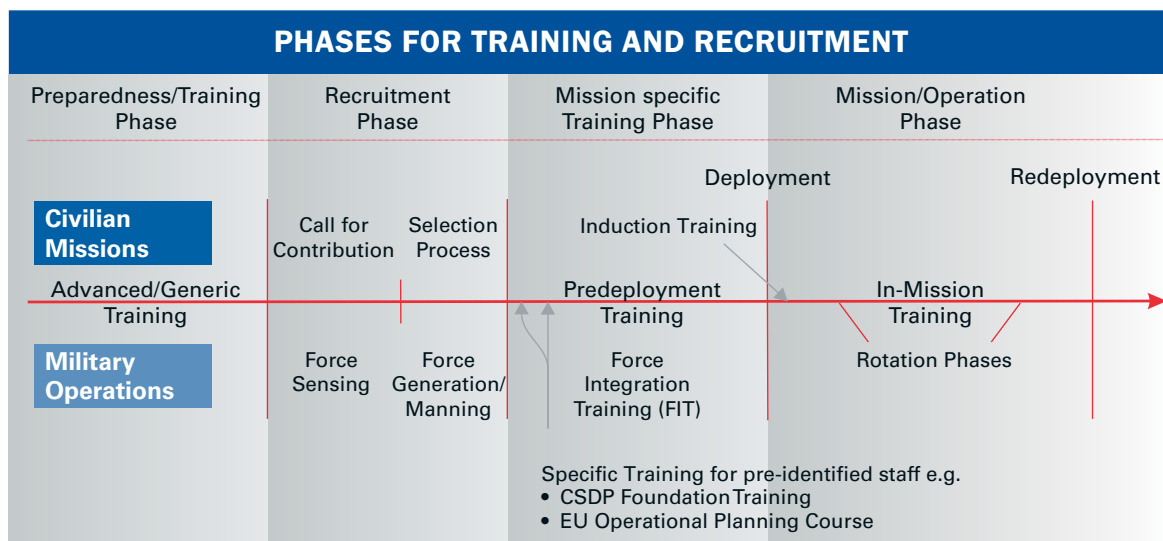 PHASES FOR TRAINING AND RECRUITMENT
Preparedness/Training
Phase
Recruitment
Phase
Mission specific
Training Phase
Mission/Operation
Phase
Deployment
Redeployment
Civilian
Missions
Call for
Contribution
Selection
Process
Induction Training
Advanced/Generic
Training
Predeployment
Training
In-Mission
Training
Military
Operations
Force
Sensing
Force
Generation/
Manning
Force
Integration
Training (FIT)
Rotation Phases
Specific Training for pre-identified staff e.g.
• CSDP Foundation Training
• EU Operational Planning Course